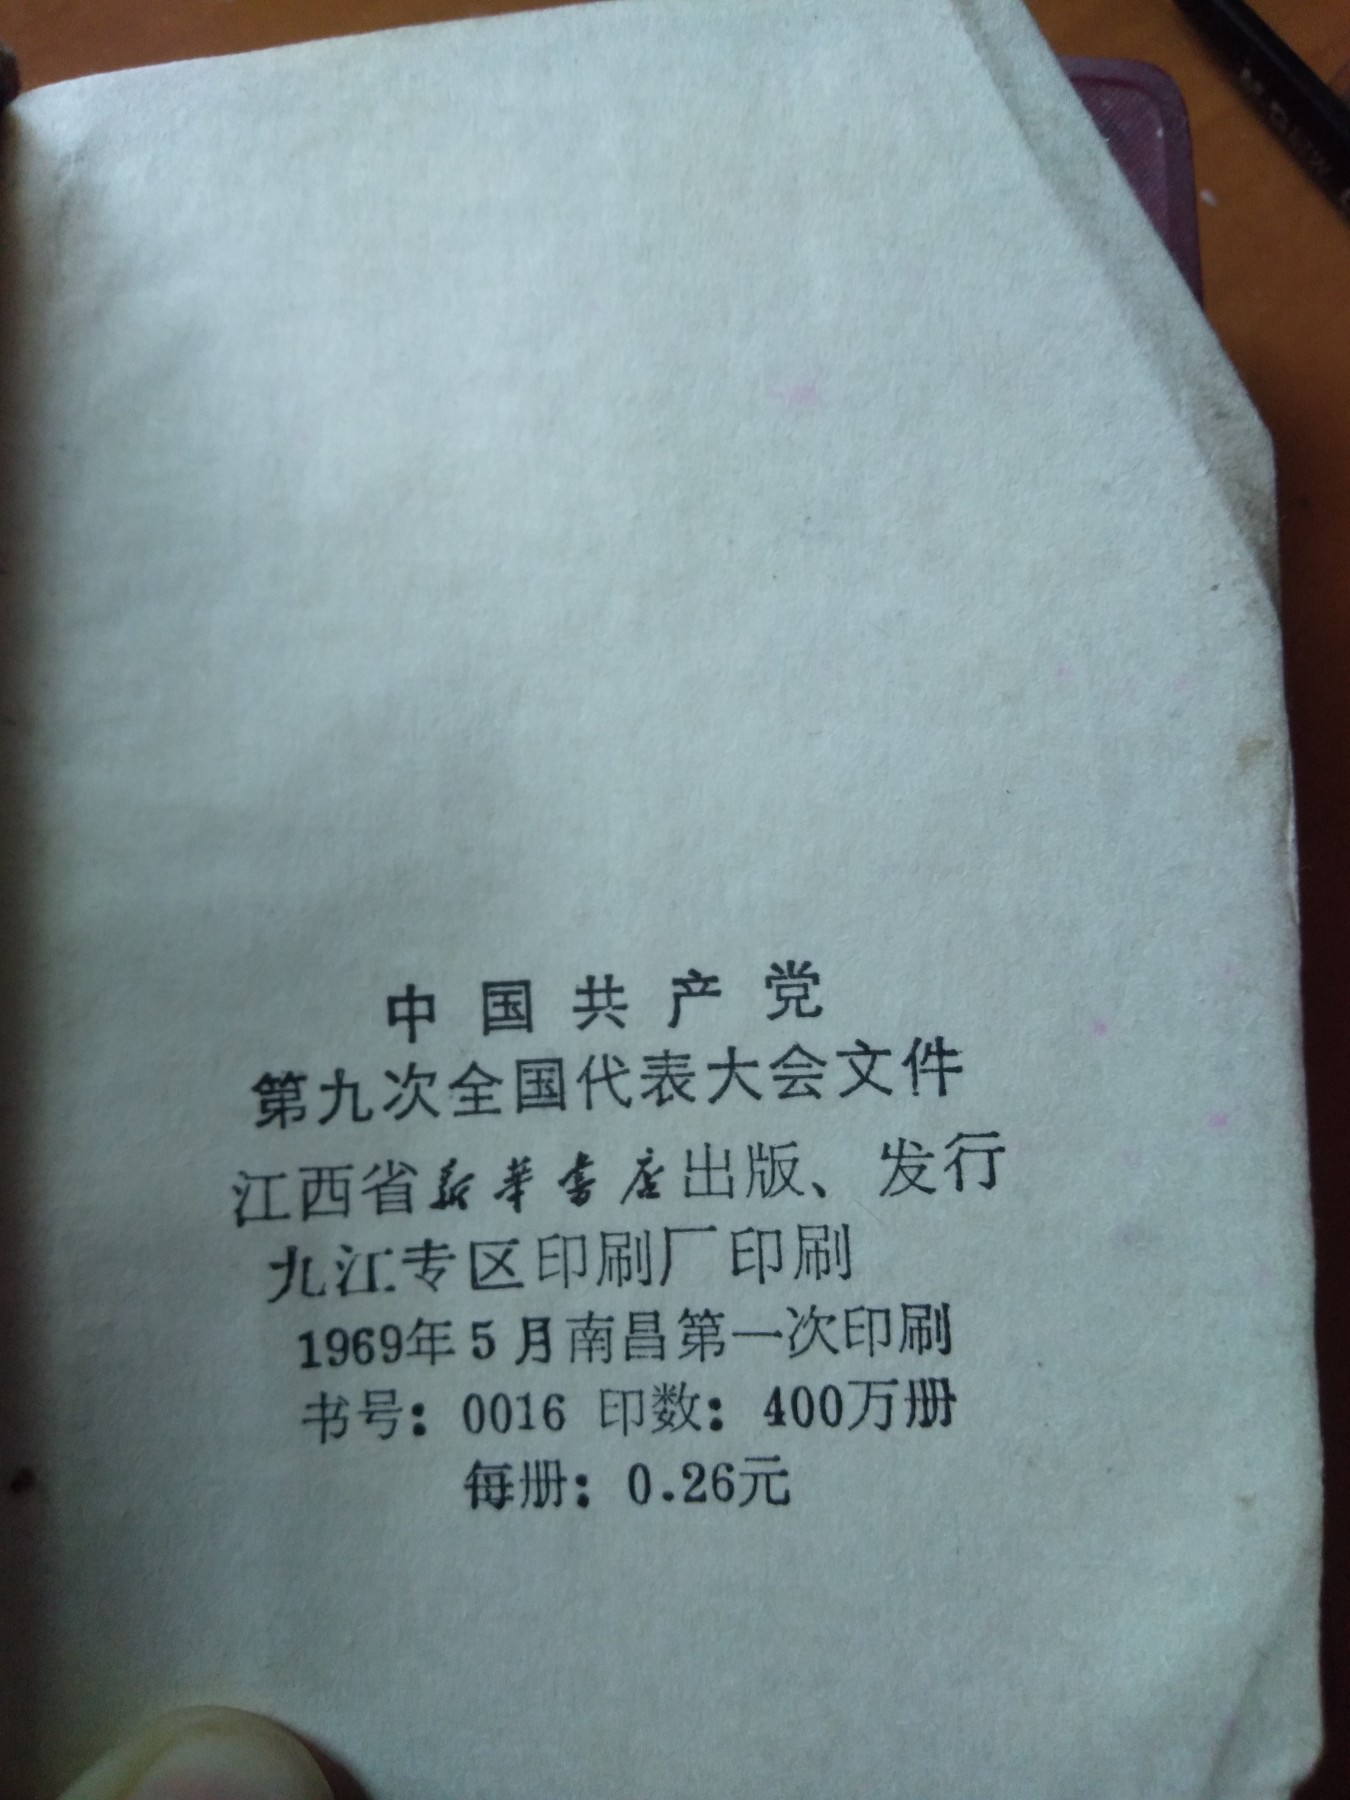 中国共产党
第九次全国代表大会文件
江西省新华书店出版、发行
九江专区印刷厂印刷
1969年5月南昌第一次印刷
书号：0016 印数：400万册
每册：0.26元